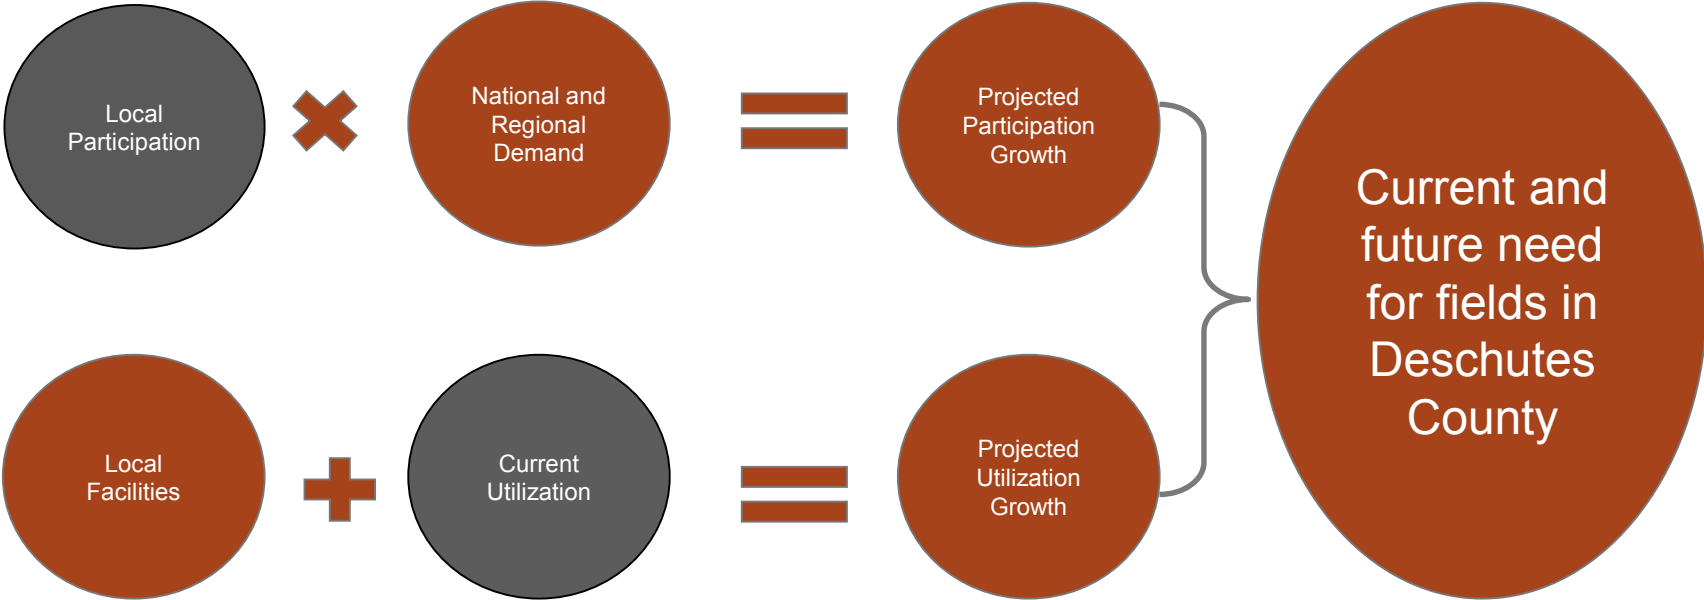 Local
Participation
National and
Regional
Demand
Projected
Participation
Growth
Local
Facilities
Current
Utilization
Projected
Utilization
Growth
Current and
future need
for fields in
Deschutes
County